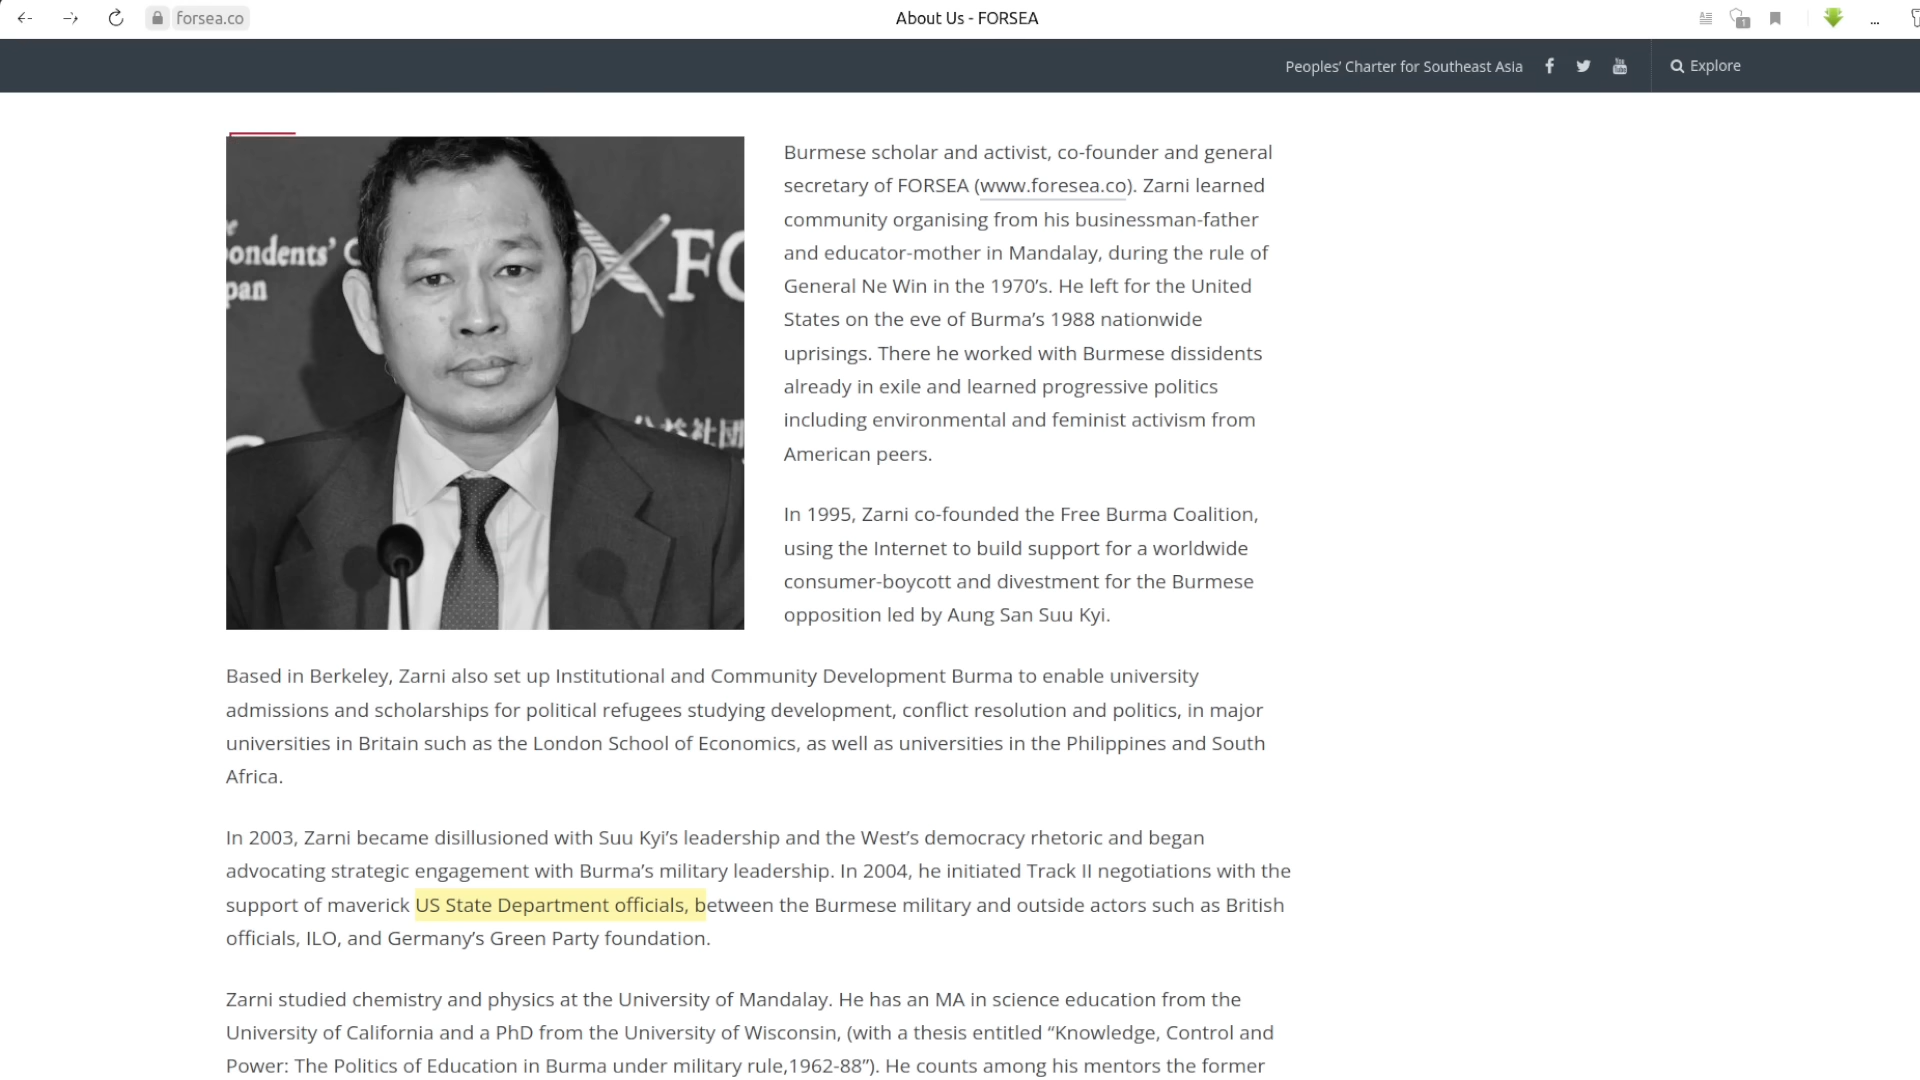 forsea.co
About Us - FORSEA
1
...
Peoples’ Charter for Southeast Asia
Explore
ondents’ C
pan
FC
Burmese scholar and activist, co-founder and general
secretary of FORSEA (www.foresea.co). Zarni learned
community organising from his businessman-father
and educator-mother in Mandalay, during the rule of
General Ne Win in the 1970’s. He left for the United
States on the eve of Burma’s 1988 nationwide
uprisings. There he worked with Burmese dissidents
already in exile and learned progressive politics
including environmental and feminist activism from
American peers.
In 1995, Zarni co-founded the Free Burma Coalition,
using the Internet to build support for a worldwide
consumer-boycott and divestment for the Burmese
opposition led by Aung San Suu Kyi.
Based in Berkeley, Zarni also set up Institutional and Community Development Burma to enable university
admissions and scholarships for political refugees studying development, conflict resolution and politics, in major
universities in Britain such as the London School of Economics, as well as universities in the Philippines and South
Africa.
In 2003, Zarni became disillusioned with Suu Kyi’s leadership and the West’s democracy rhetoric and began
advocating strategic engagement with Burma’s military leadership. In 2004, he initiated Track II negotiations with the
support of maverick US State Department officials, between the Burmese military and outside actors such as British
officials, ILO, and Germany’s Green Party foundation.
Zarni studied chemistry and physics at the University of Mandalay. He has an MA in science education from the
University of California and a PhD from the University of Wisconsin, (with a thesis entitled “Knowledge, Control and
Power: The Politics of Education in Burma under military rule,1962-88”). He counts among his mentors the former